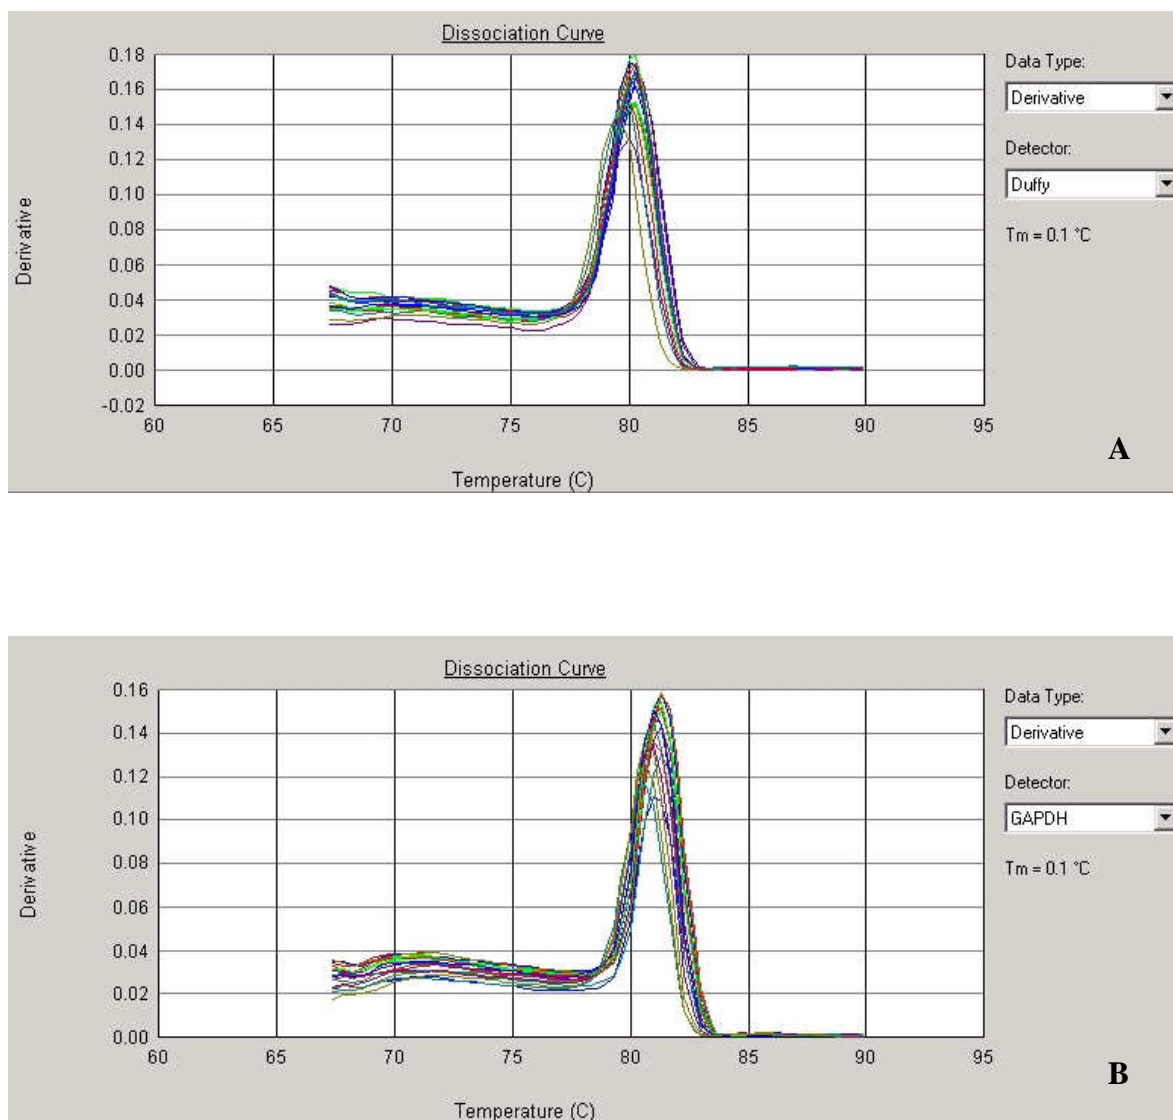 Dissociation Curve
Data Type:
Derivative
Detector:
Duffy
Tm = 0.1 °C
Derivative
0.18
0.16
0.14
0.12
0.10
0.08
0.06
0.04
0.02
0.00
-0.02
60 65 70 75 80 85 90 95
Temperature (C)
A
Dissociation Curve
Data Type:
Derivative
Detector:
GAPDH
Tm = 0.1 °C
Derivative
0.16
0.14
0.12
0.10
0.08
0.06
0.04
0.02
0.00
60 65 70 75 80 85 90 95
Temperature (C)
B